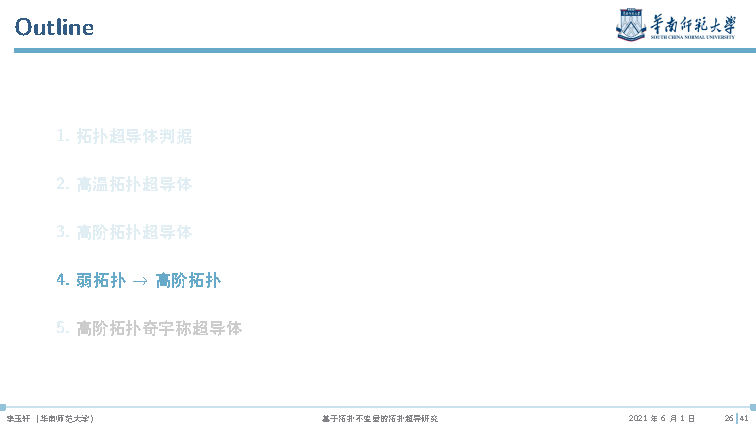 Outline
华南师范大学
SOUTH CHINA NORMAL UNIVERSITY
1. 拓扑超导体判据
2. 高温拓扑超导体
3. 高阶拓扑超导体
4. 弱拓扑 → 高阶拓扑
5. 高阶拓扑奇宇称超导体
李玉轩 (华南师范大学) 基于拓扑不变量的拓扑超导研究 2021 年 6 月 1 日 26 41